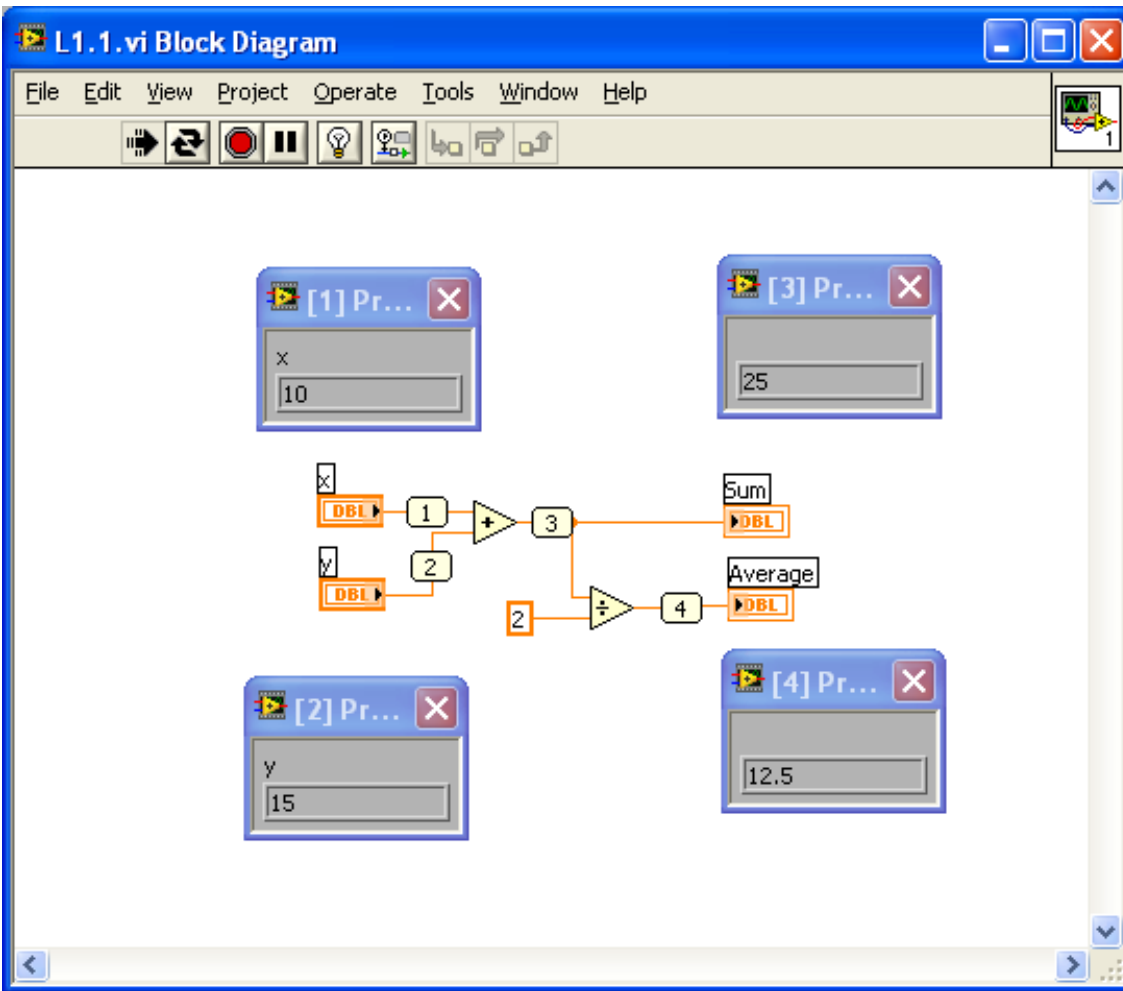 L1.1.vi Block Diagram
File Edit View Project Operate Tools Window Help
1
[1] Pr...
x
10
[3] Pr...
25
x
DBL
1
+
3
Sum
DBL
y
DBL
2
Average
2
÷
4
DBL
[2] Pr...
y
15
[4] Pr...
12.5